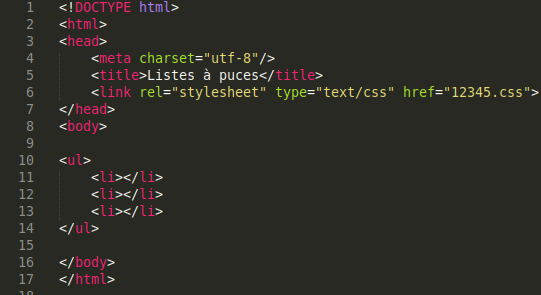 1 <!DOCTYPE html>
2 <html>
3 <head>
4 <meta charset="utf-8"/>
5 <title>Listes à puces</title>
6 <link rel="stylesheet" type="text/css" href="12345.css">
7 </head>
8 <body>
9
10 <ul>
11 <li></li>
12 <li></li>
13 <li></li>
14 </ul>
15
16 </body>
17 </html>
18